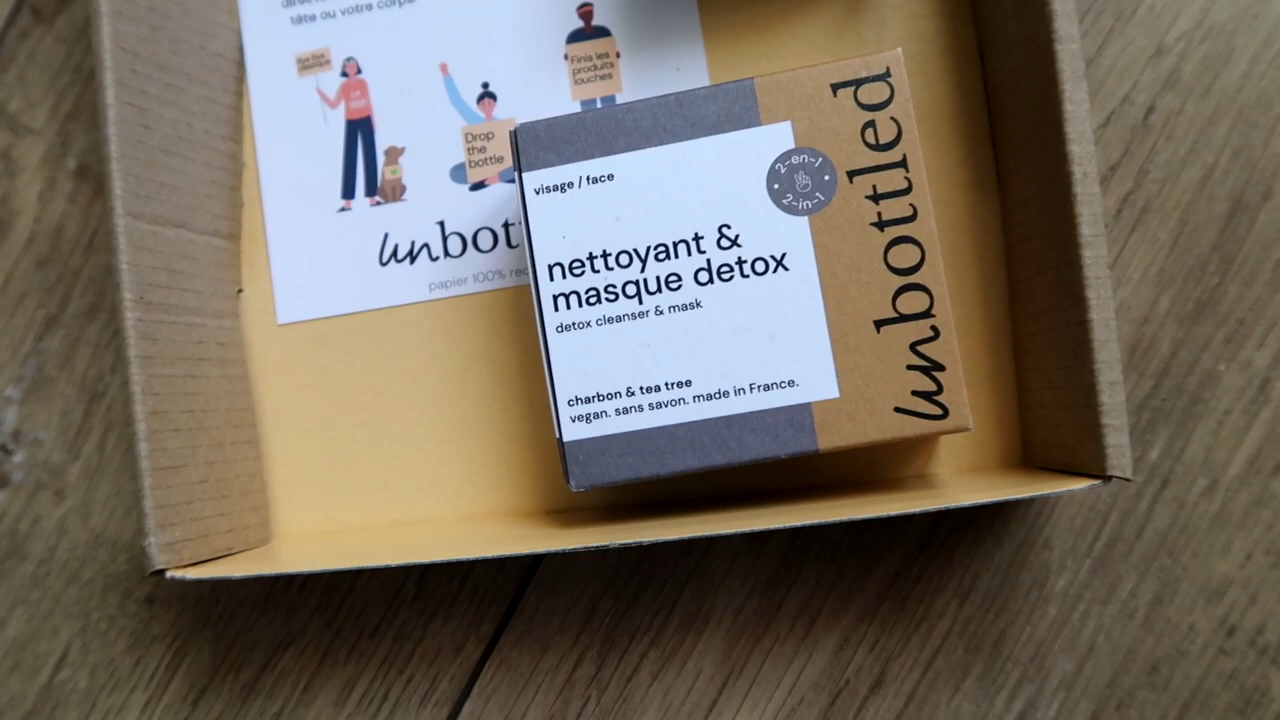 tête ou votre corps
Finis les
produits
louches
Drop
the
bottle
unbot
papier 100% rec
visage / face
2-en-1
2-in-1
nettoyant &
masque detox
detox cleanser & mask
charbon & tea tree
vegan. sans savon. made in France.
unbottled